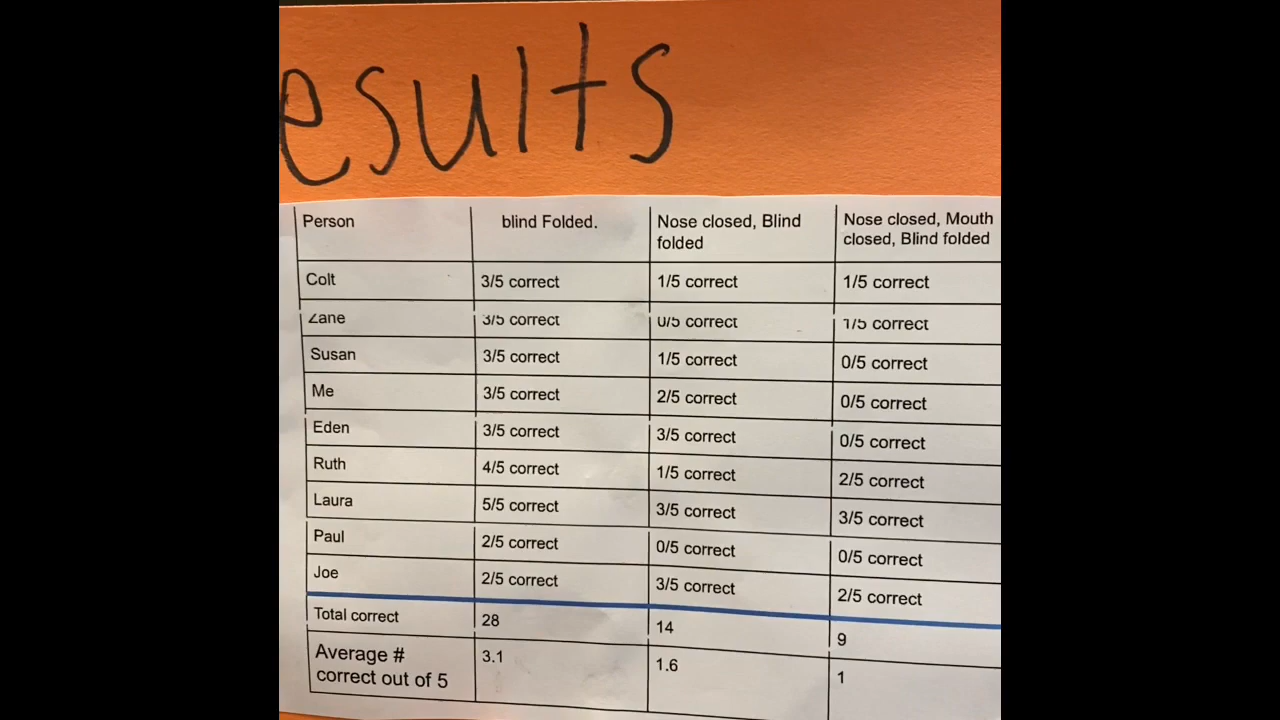 esults
Person blind Folded. Nose closed, Blind folded Nose closed, Mouth closed, Blind folded
Colt 3/5 correct 1/5 correct 1/5 correct
Zane 3/5 correct 0/5 correct 1/5 correct
Susan 3/5 correct 1/5 correct 0/5 correct
Me 3/5 correct 2/5 correct 0/5 correct
Eden 3/5 correct 3/5 correct 0/5 correct
Ruth 4/5 correct 1/5 correct 2/5 correct
Laura 5/5 correct 3/5 correct 3/5 correct
Paul 2/5 correct 0/5 correct 0/5 correct
Joe 2/5 correct 3/5 correct 2/5 correct
Total correct 28 14 9
Average # correct out of 5 3.1 1.6 1